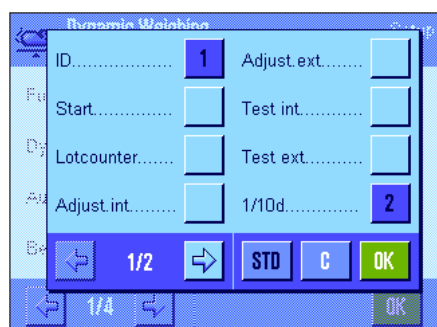 Dynamic Weighing
ID................. 1 Adjust.ext...
Start............... Test int...........
Lotcounter....... Test ext..........
Adjust.int......... 1/10d............. 2
1/2 STD C OK
1/4 OK